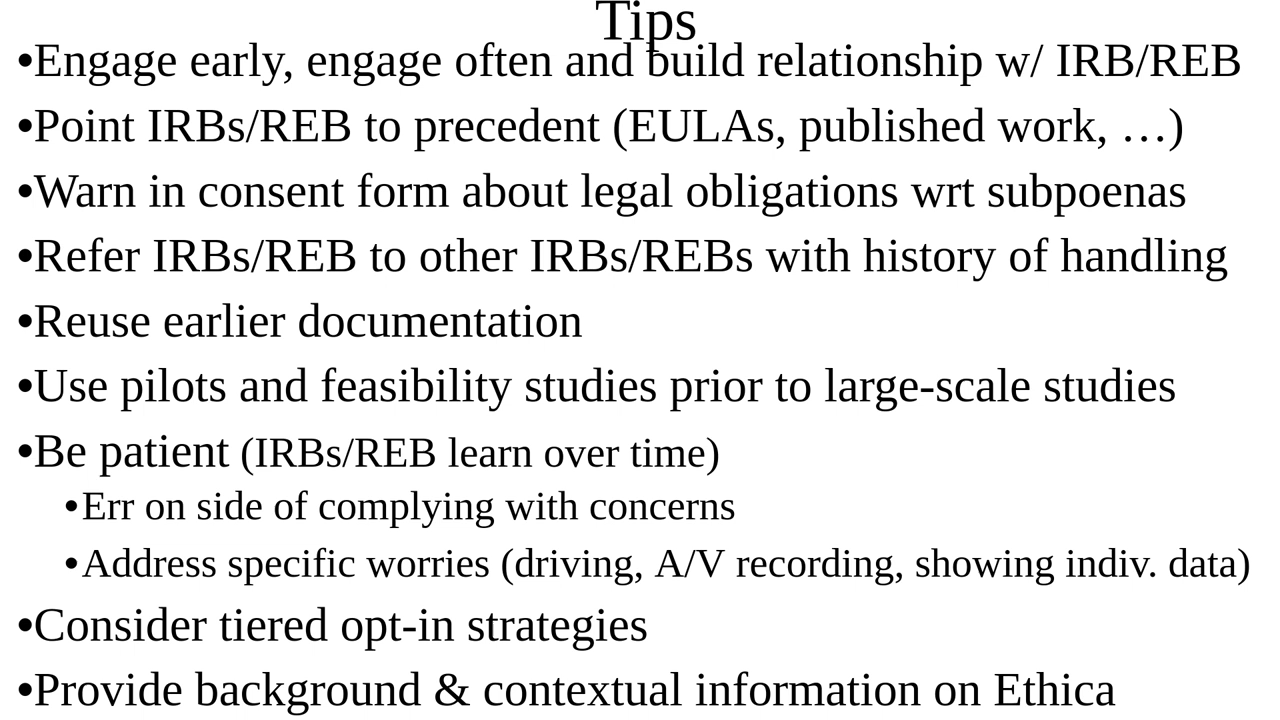 Tips
•Engage early, engage often and build relationship w/ IRB/REB
•Point IRBs/REB to precedent (EULAs, published work, …)
•Warn in consent form about legal obligations wrt subpoenas
•Refer IRBs/REB to other IRBs/REBs with history of handling
•Reuse earlier documentation
•Use pilots and feasibility studies prior to large-scale studies
•Be patient (IRBs/REB learn over time)
•Err on side of complying with concerns
•Address specific worries (driving, A/V recording, showing indiv. data)
•Consider tiered opt-in strategies
•Provide background & contextual information on Ethica